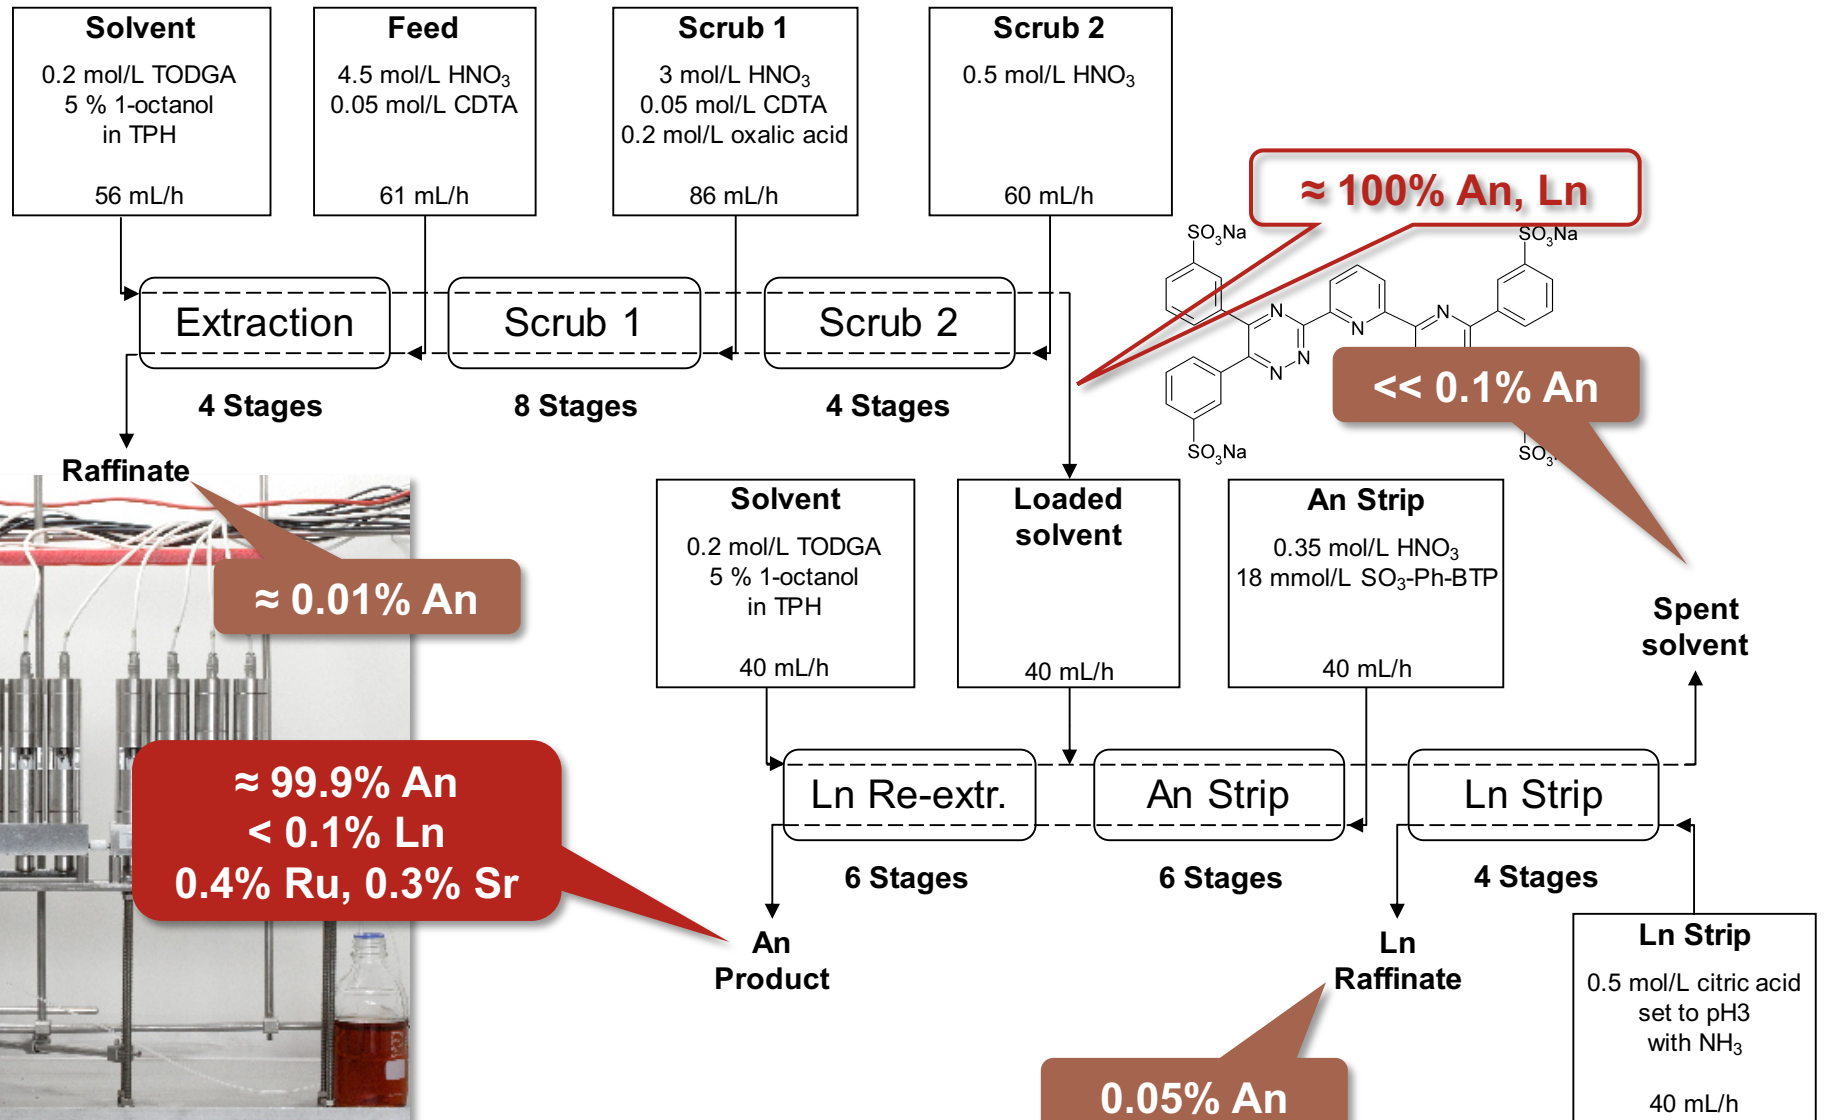 Solvent
0.2 mol/L TODGA
5 % 1-octanol
in TPH
56 mL/h
Feed
4.5 mol/L HNO₃
0.05 mol/L CDTA
61 mL/h
Scrub 1
3 mol/L HNO₃
0.05 mol/L CDTA
0.2 mol/L oxalic acid
86 mL/h
Scrub 2
0.5 mol/L HNO₃
60 mL/h
≈ 100% An, Ln
SO₃Na
SO₃Na
N
N
N
N
N
SO₃Na
SO₃
<< 0.1% An
Extraction
Scrub 1
Scrub 2
4 Stages
8 Stages
4 Stages
Raffinate
≈ 0.01% An
Solvent
0.2 mol/L TODGA
5 % 1-octanol
in TPH
40 mL/h
Loaded
solvent
40 mL/h
An Strip
0.35 mol/L HNO₃
18 mmol/L SO₃-Ph-BTP
40 mL/h
Spent
solvent
Ln Re-extr.
An Strip
Ln Strip
6 Stages
6 Stages
4 Stages
≈ 99.9% An
< 0.1% Ln
0.4% Ru, 0.3% Sr
An
Product
Ln
Raffinate
0.05% An
Ln Strip
0.5 mol/L citric acid
set to pH3
with NH₃
40 mL/h